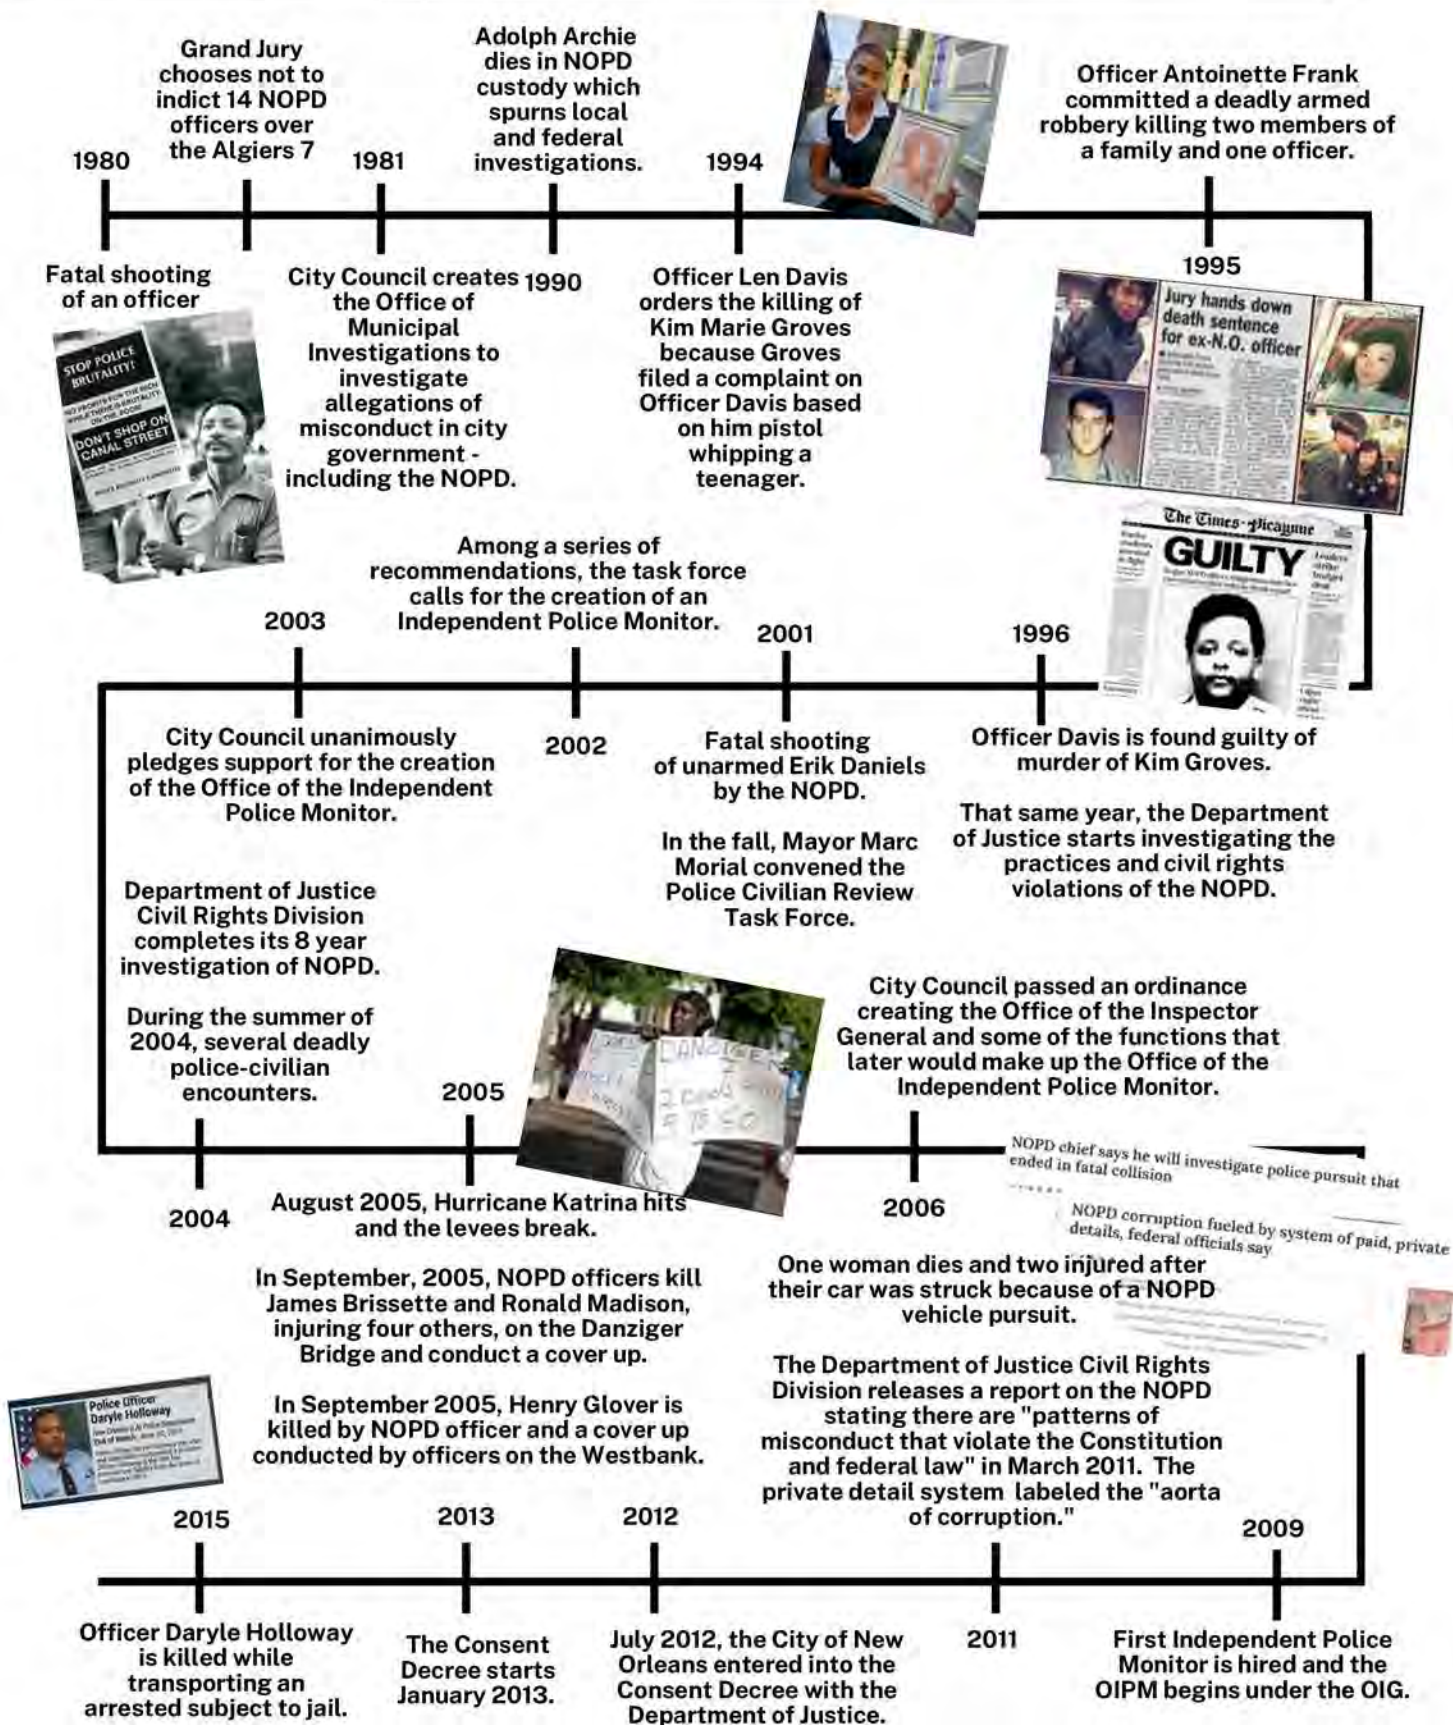 Grand Jury
chooses not to
indict 14 NOPD
officers over
the Algiers 7
Adolph Archie
dies in NOPD
custody which
spurns local
and federal
investigations.
Officer Antoinette Frank
committed a deadly armed
robbery killing two members of
a family and one officer.
1980
1981
1994
Fatal shooting
of an officer
City Council creates
the Office of
Municipal
Investigations to
investigate
allegations of
misconduct in city
government -
including the NOPD.
1990
Officer Len Davis
orders the killing of
Kim Marie Groves
because Groves
filed a complaint on
Officer Davis based
on him pistol
whipping a
teenager.
1995
STOP POLICE
BRUTALITY!
DON'T SHOP ON
CANAL STREET
Jury hands down
death sentence
for ex-N.O. officer
The Times-Picayune
GUILTY
2003
Among a series of
recommendations, the task force
calls for the creation of an
Independent Police Monitor.
2001
1996
City Council unanimously
pledges support for the creation
of the Office of the Independent
Police Monitor.
2002
Fatal shooting
of unarmed Erik Daniels
by the NOPD.
In the fall, Mayor Marc
Morial convened the
Police Civilian Review
Task Force.
Officer Davis is found guilty of
murder of Kim Groves.
That same year, the Department
of Justice starts investigating the
practices and civil rights
violations of the NOPD.
Department of Justice
Civil Rights Division
completes its 8 year
investigation of NOPD.
During the summer of
2004, several deadly
police-civilian
encounters.
2005
DANZIGER
City Council passed an ordinance
creating the Office of the Inspector
General and some of the functions that
later would make up the Office of the
Independent Police Monitor.
2004
August 2005, Hurricane Katrina hits
and the levees break.
In September, 2005, NOPD officers kill
James Brissette and Ronald Madison,
injuring four others, on the Danziger
Bridge and conduct a cover up.
In September 2005, Henry Glover is
killed by NOPD officer and a cover up
conducted by officers on the Westbank.
2006
NOPD chief says he will investigate police pursuit that
ended in fatal collision
NOPD corruption fueled by system of paid, private
details, federal officials say
One woman dies and two injured after
their car was struck because of a NOPD
vehicle pursuit.
The Department of Justice Civil Rights
Division releases a report on the NOPD
stating there are "patterns of
misconduct that violate the Constitution
and federal law" in March 2011. The
private detail system labeled the "aorta
of corruption."
Police Officer
Daryle Holloway
2015
2013
2012
2009
Officer Daryle Holloway
is killed while
transporting an
arrested subject to jail.
The Consent
Decree starts
January 2013.
July 2012, the City of New
Orleans entered into the
Consent Decree with the
Department of Justice.
2011
First Independent Police
Monitor is hired and the
OIPM begins under the OIG.